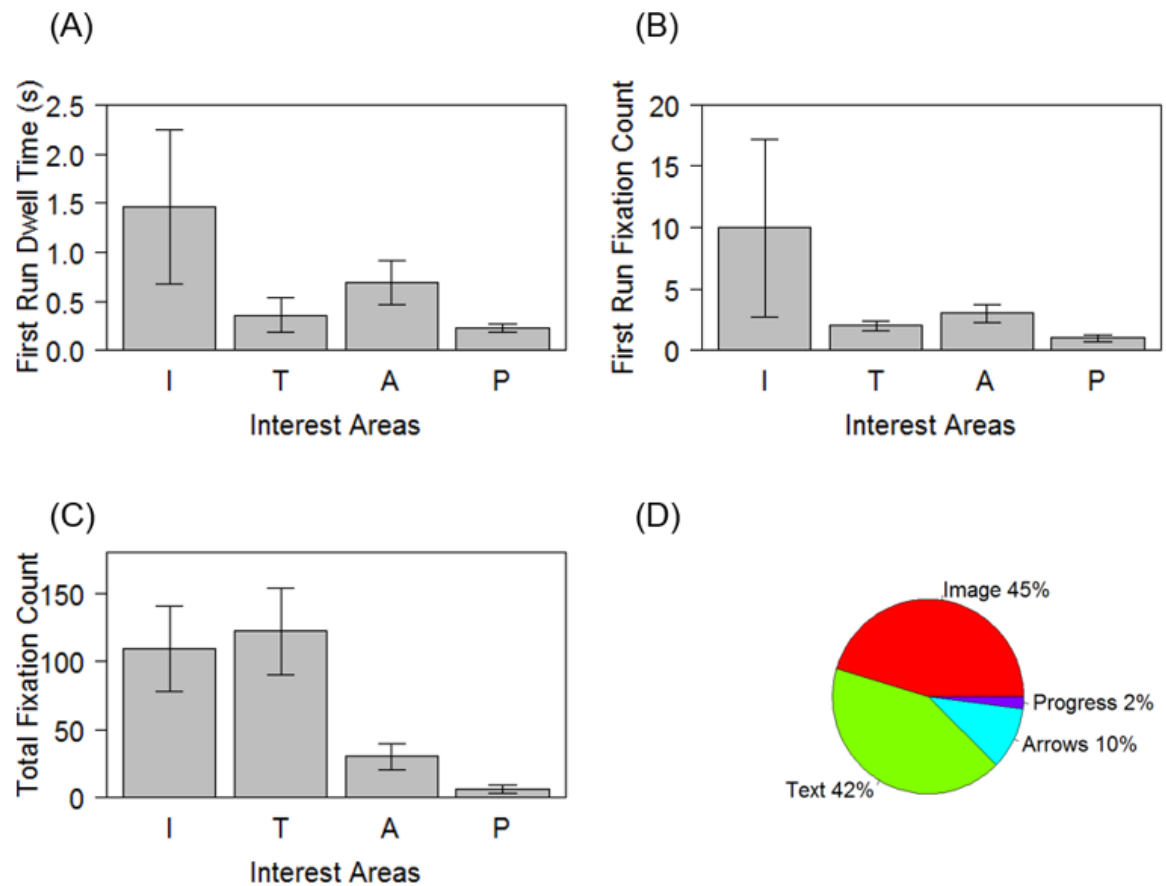 (A)
First Run Dwell Time (s)
2.5
2.0
1.5
1.0
0.5
0.0
I T A P
Interest Areas
(B)
First Run Fixation Count
20
15
10
5
0
I T A P
Interest Areas
(C)
Total Fixation Count
150
100
50
0
I T A P
Interest Areas
(D)
Image 45%
Progress 2%
Arrows 10%
Text 42%